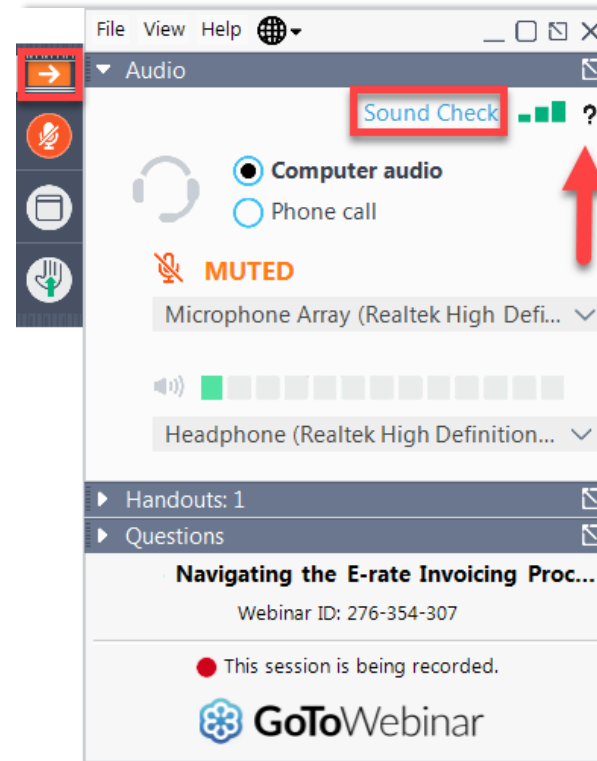 File View Help
Audio
Sound Check ?
Computer audio
Phone call
MUTED
Microphone Array (Realtek High Defi...
Headphone (Realtek High Definition...
Handouts: 1
Questions
Navigating the E-rate Invoicing Proc...
Webinar ID: 276-354-307
This session is being recorded.
GoToWebinar